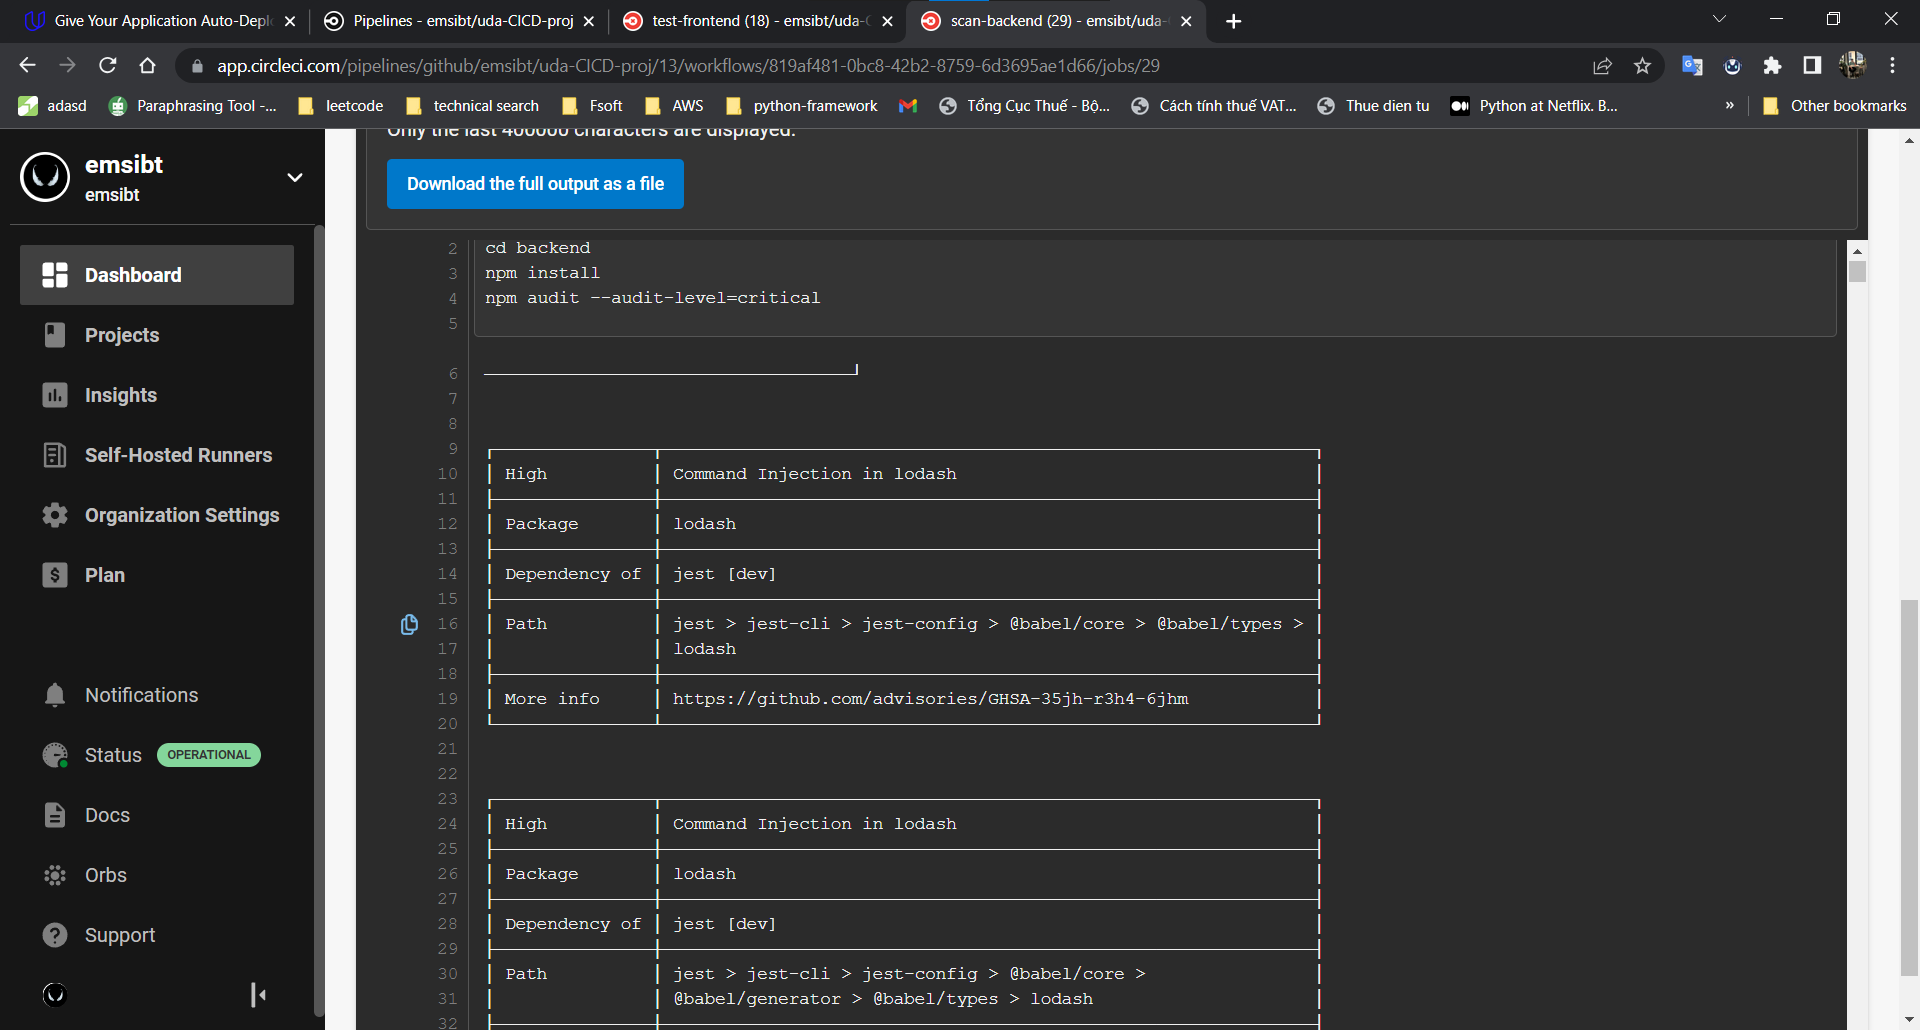 Give Your Application Auto-Depl
Pipelines - emsibt/uda-CICD-proj
test-frontend (18) - emsibt/uda-C
scan-backend (29) - emsibt/uda-
app.circleci.com/pipelines/github/emsibt/uda-CICD-proj/13/workflows/819af481-0bc8-42b2-8759-6d3695ae1d66/jobs/29
adasd
Paraphrasing Tool -...
leetcode
technical search
Fsoft
AWS
python-framework
Tổng Cục Thuế - Bộ...
Cách tính thuế VAT...
Thue dien tu
Python at Netflix. B...
»
Other bookmarks
emsibt
emsibt
Dashboard
Projects
Insights
Self-Hosted Runners
Organization Settings
Plan
Notifications
Status OPERATIONAL
Docs
Orbs
Support
Only the last 400000 characters are displayed.
Download the full output as a file
2 cd backend
3 npm install
4 npm audit --audit-level=critical
5
6
7
8
9
10 High Command Injection in lodash
11
12 Package lodash
13
14 Dependency of jest [dev]
15
16 Path jest > jest-cli > jest-config > @babel/core > @babel/types >
17 lodash
18
19 More info https://github.com/advisories/GHSA-35jh-r3h4-6jhm
20
21
22
23
24 High Command Injection in lodash
25
26 Package lodash
27
28 Dependency of jest [dev]
29
30 Path jest > jest-cli > jest-config > @babel/core >
31 @babel/generator > @babel/types > lodash
32